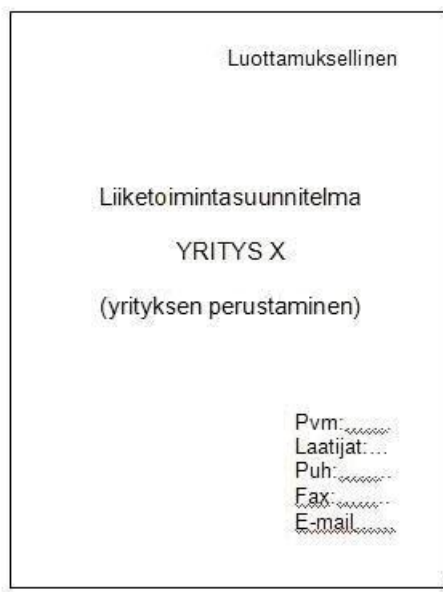 Luottamuksellinen
Liiketoimintasuunnitelma
YRITYS X
(yrityksen perustaminen)
Pvm:......
Laatijat:...
Puh:......
Fax:......
E-mail......